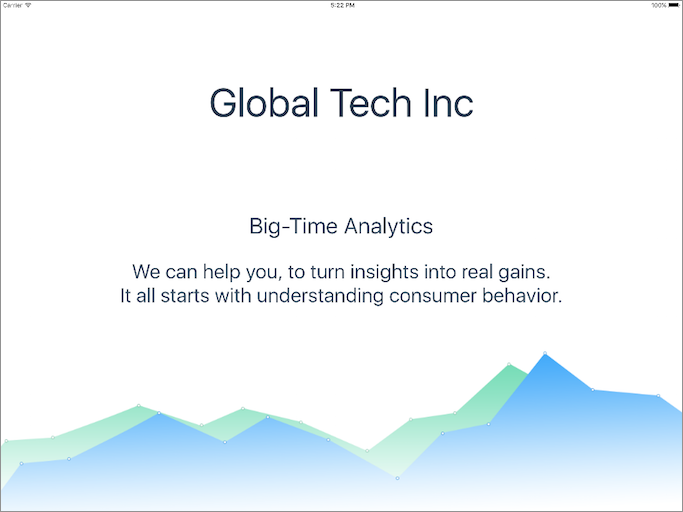 Carrier 5:22 PM 100%
Global Tech Inc
Big-Time Analytics
We can help you, to turn insights into real gains.
It all starts with understanding consumer behavior.